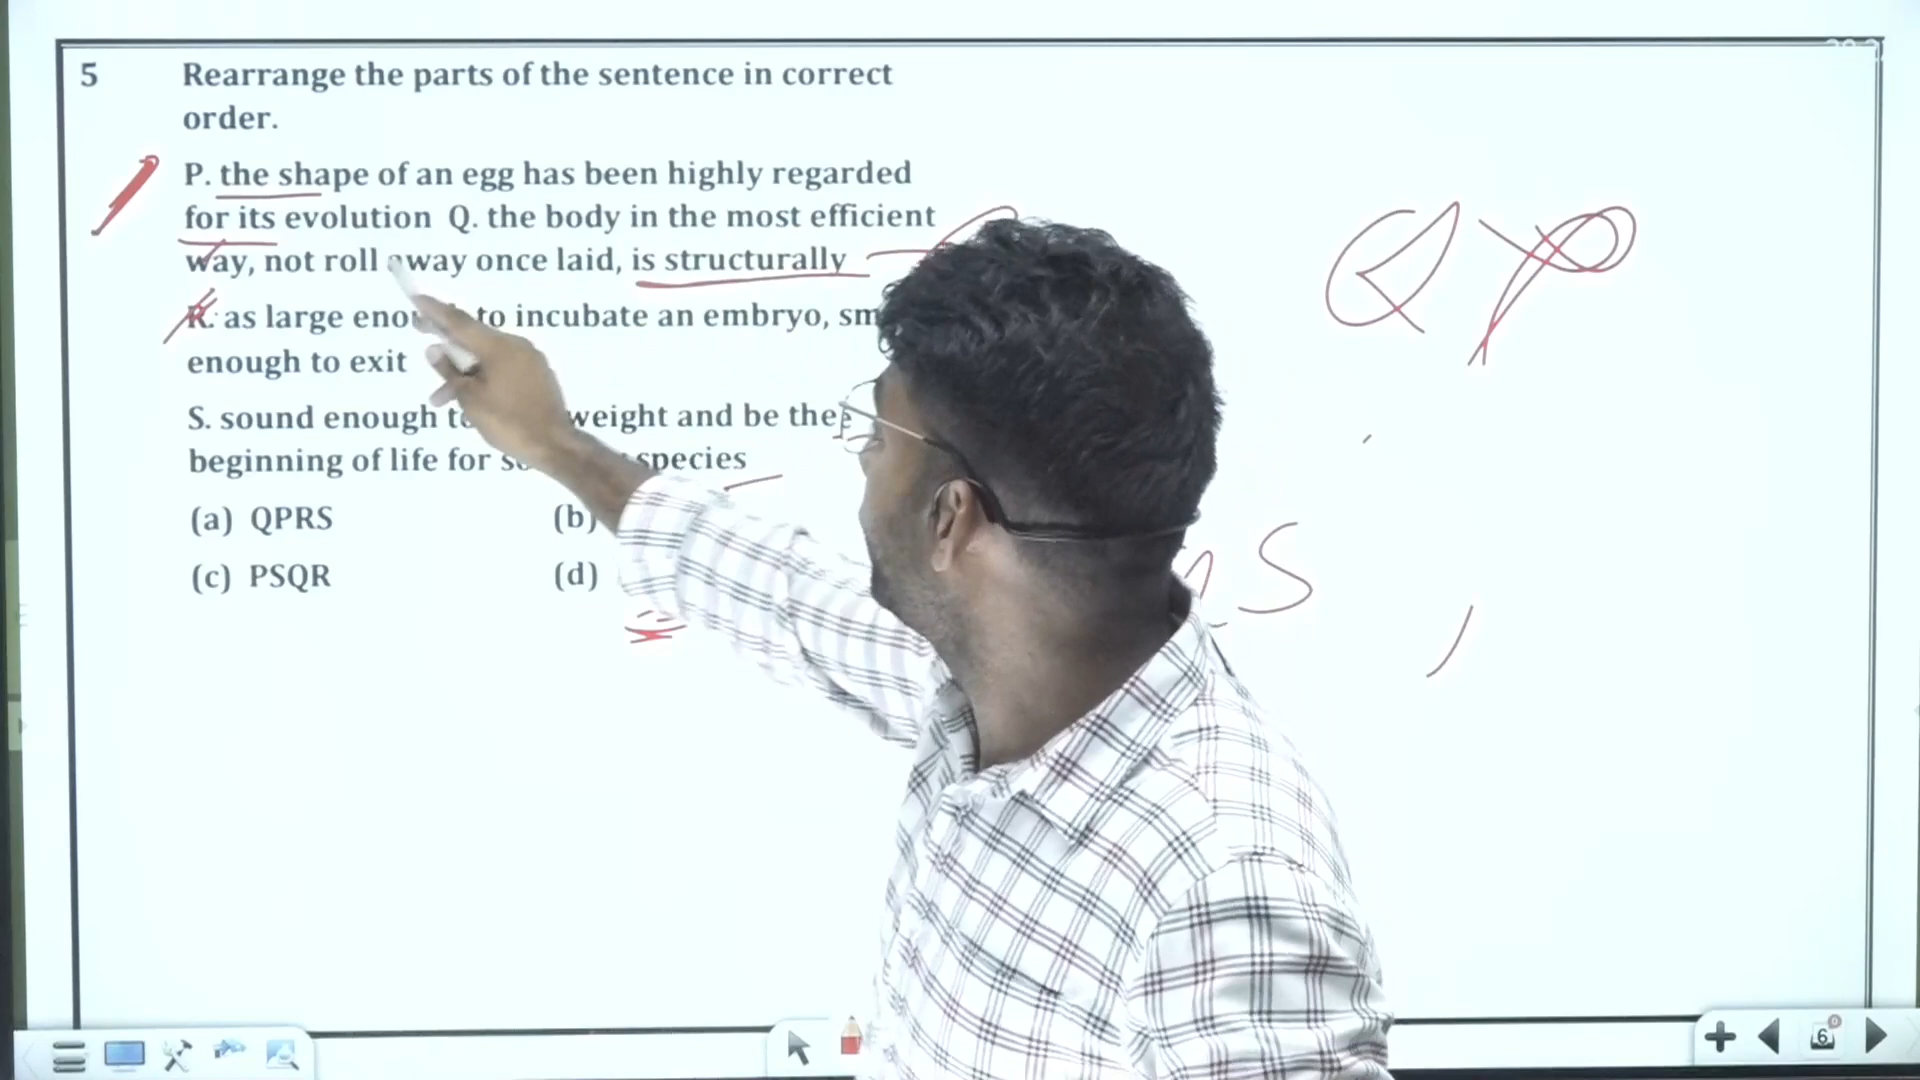 5 Rearrange the parts of the sentence in correct
order.
P. the shape of an egg has been highly regarded
for its evolution Q. the body in the most efficient
way, not roll away once laid, is structurally
R. as large to incubate an embryo,
enough to exit
S. sound enough weight and be the
beginning of life for species
(a) QPRS (b)
(c) PSQR (d)
QP
S
6